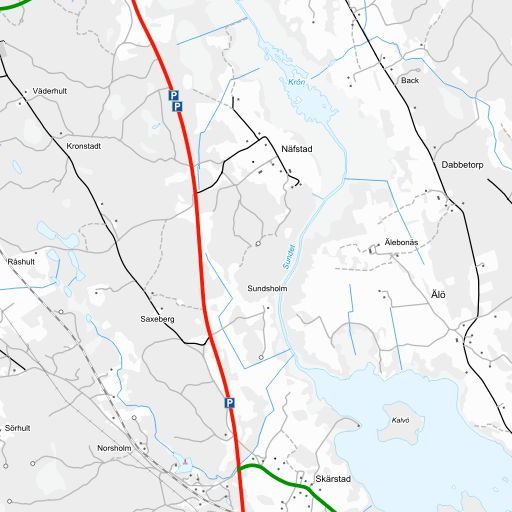 Krön
Back
Väderhult
P
P
Kronstadt
Näfstad
Dabbetorp
Älebonäs
Sundet
Råshult
Sundsholm
Älö
Saxeberg
P
Kalvö
Sörhult
Norsholm
Skärstad